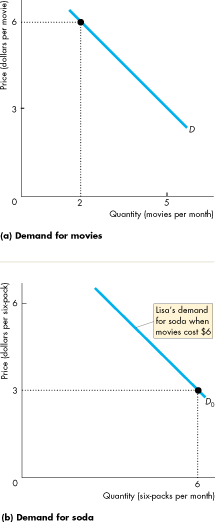 Price (dollars per movie)
6
3
D
0
2
5
Quantity (movies per month)
(a) Demand for movies
Price (dollars per six-pack)
6
Lisa's demand
for soda when
movies cost $6
3
D0
0
6
Quantity (six-packs per month)
(b) Demand for soda